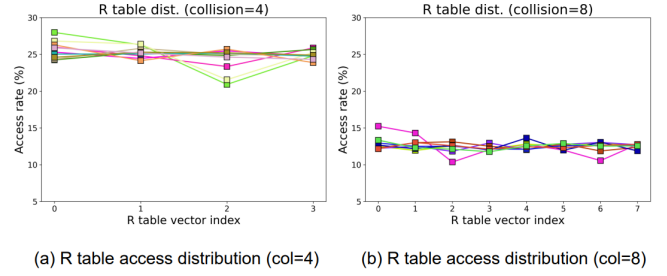 R table dist. (collision=4)
Access rate (%)
30
25
20
15
10
5
0 1 2 3
R table vector index
(a) R table access distribution (col=4)
R table dist. (collision=8)
Access rate (%)
30
25
20
15
10
5
0 1 2 3 4 5 6 7
R table vector index
(b) R table access distribution (col=8)